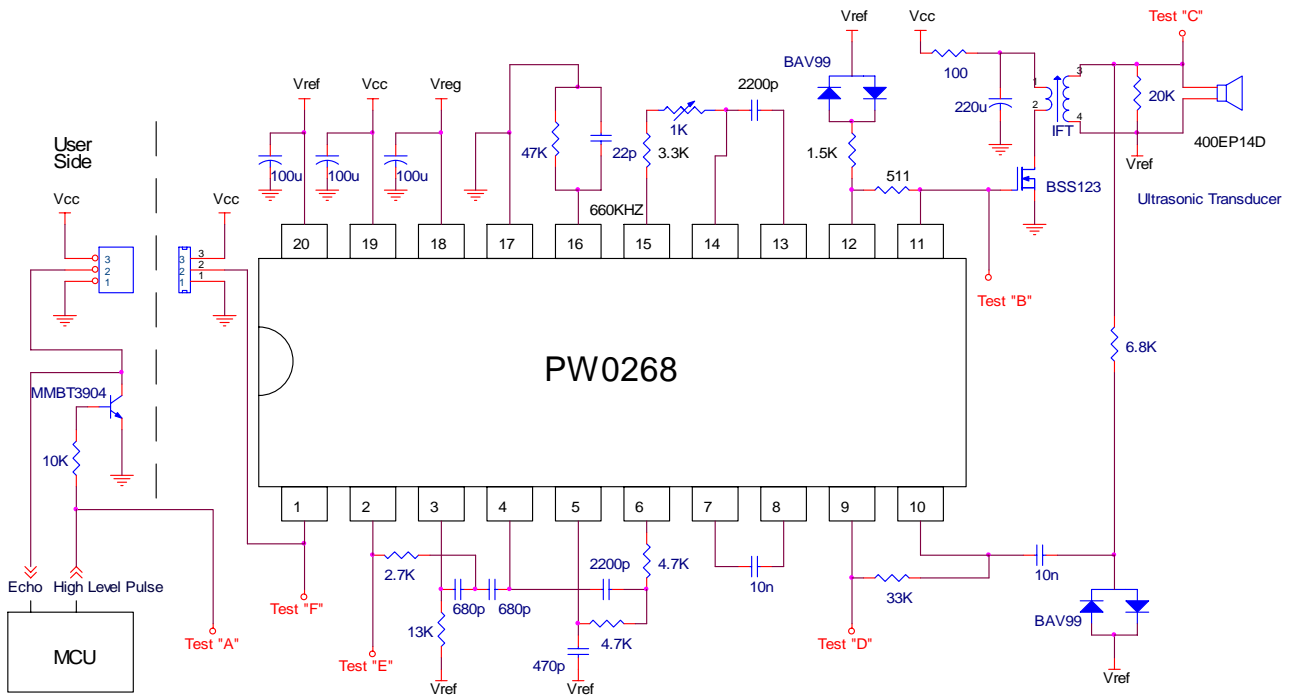 Vref
Vcc
Test "C"
BAV99
100
220u
1
2
3
4
IFT
20K
400EP14D
Vref
Ultrasonic Transducer
BSS123
Vref
Vcc
Vreg
100u
100u
100u
47K
22p
660KHZ
1K
3.3K
2200p
1.5K
511
User
Side
Vcc
Vcc
3
2
1
3
2
1
3
2
1
20
19
18
17
16
15
14
13
12
11
Test "B"
PW0268
6.8K
MMBT3904
10K
1
2
3
4
5
6
7
8
9
10
2.7K
680p
680p
2200p
4.7K
4.7K
10n
33K
10n
BAV99
Echo
High Level Pulse
MCU
Test "A"
Test "F"
Test "E"
13K
470p
Test "D"
Vref
Vref
Vref